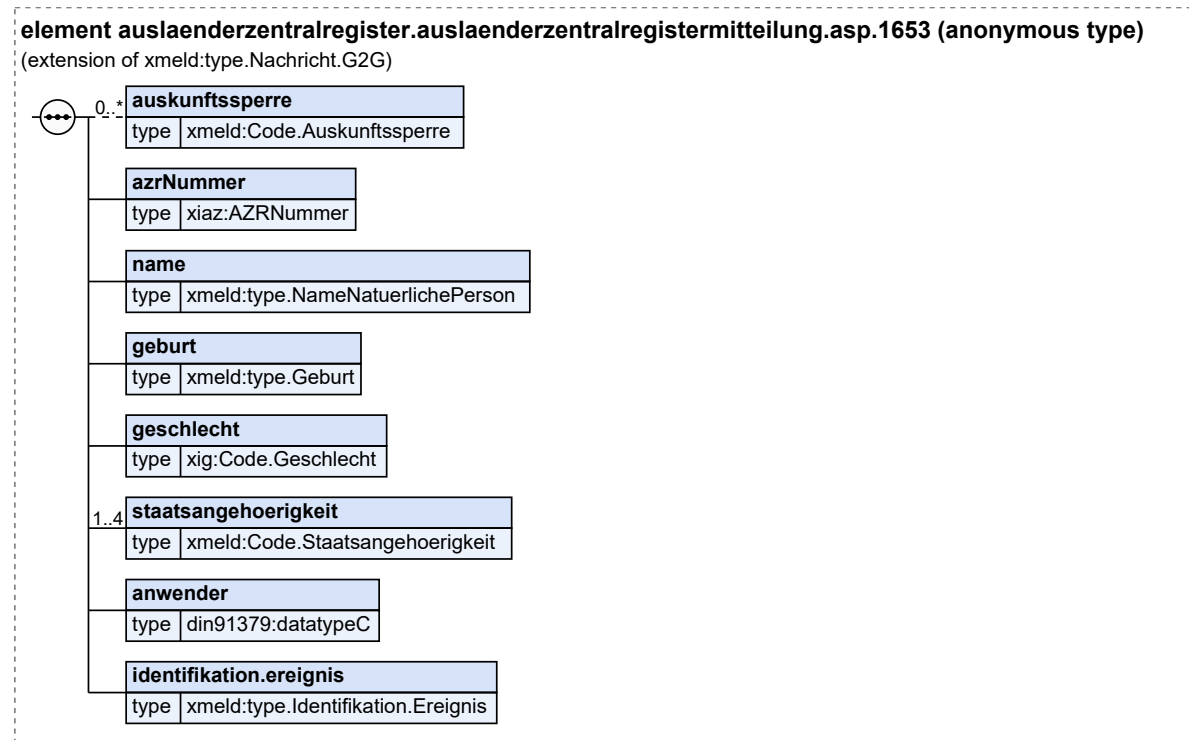 element auslaenderzentralregister.auslaenderzentralregistermitteilung.asp.1653 (anonymous type)
(extension of xmeld:type.Nachricht.G2G)
0..* auskunftssperre
type xmeld:Code.Auskunftssperre
azrNummer
type xiaz:AZRNummer
name
type xmeld:type.NameNatuerlichePerson
geburt
type xmeld:type.Geburt
geschlecht
type xig:Code.Geschlecht
1..4 staatsangehoerigkeit
type xmeld:Code.Staatsangehoerigkeit
anwender
type din91379:datatypeC
identifikation.ereignis
type xmeld:type.Identifikation.Ereignis